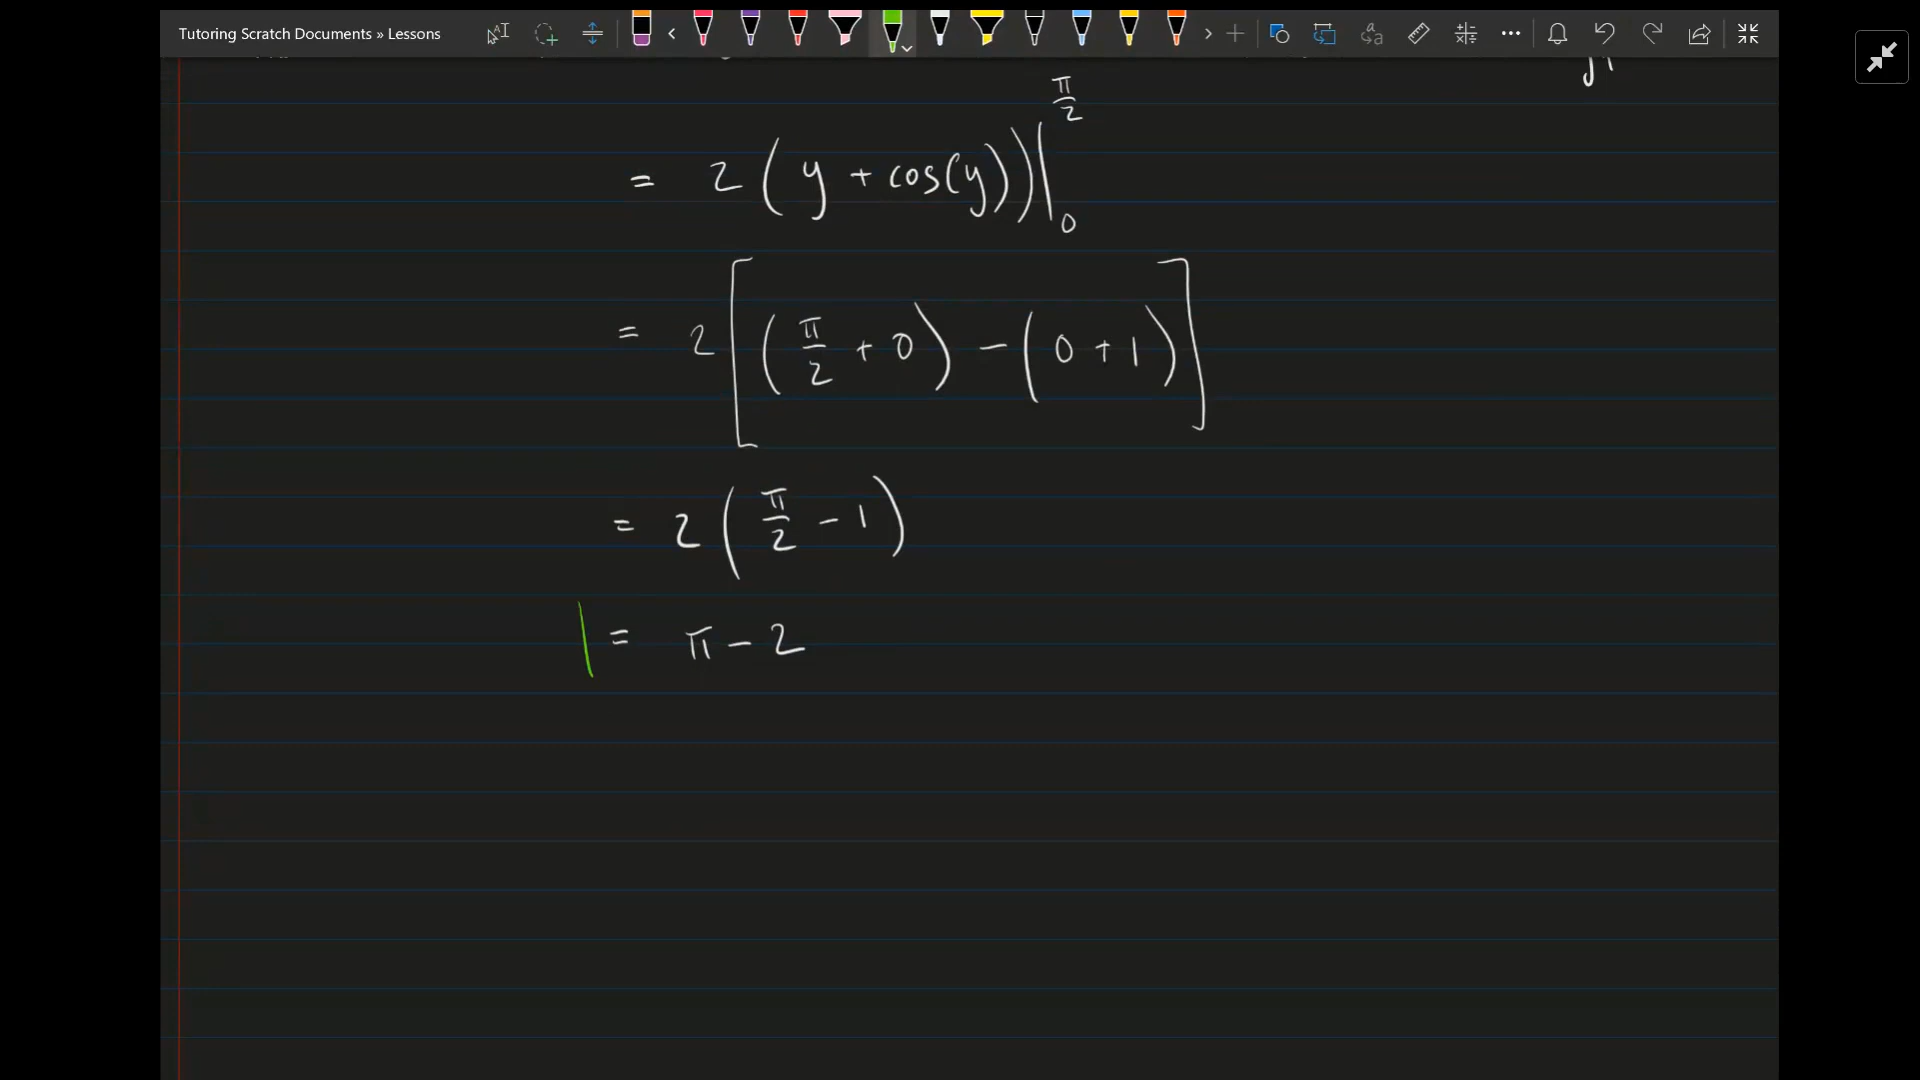 Tutoring Scratch Documents » Lessons
= 2 ( y + cos(y) ) |₀^(π/2)
= 2 [ ( π/2 + 0 ) − ( 0 + 1 ) ]
= 2 ( π/2 − 1 )
= π − 2